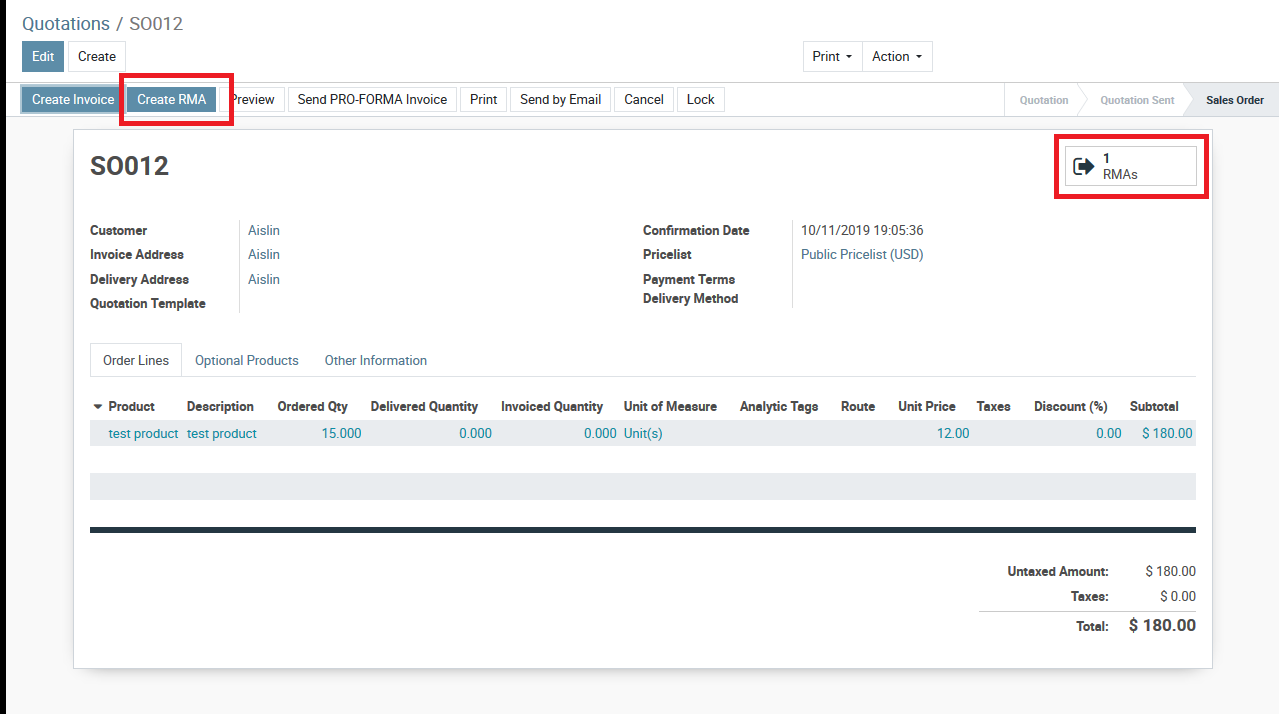 Quotations / SO012
Edit Create Print Action
Create Invoice Create RMA Preview Send PRO-FORMA Invoice Print Send by Email Cancel Lock Quotation Quotation Sent Sales Order
SO012
1
RMAs
Customer Aislin Confirmation Date 10/11/2019 19:05:36
Invoice Address Aislin Pricelist Public Pricelist (USD)
Delivery Address Aislin Payment Terms
Quotation Template Delivery Method
Order Lines Optional Products Other Information
Product Description Ordered Qty Delivered Quantity Invoiced Quantity Unit of Measure Analytic Tags Route Unit Price Taxes Discount (%) Subtotal
test product test product 15.000 0.000 0.000 Unit(s) 12.00 0.00 $ 180.00
Untaxed Amount: $ 180.00
Taxes: $ 0.00
Total: $ 180.00